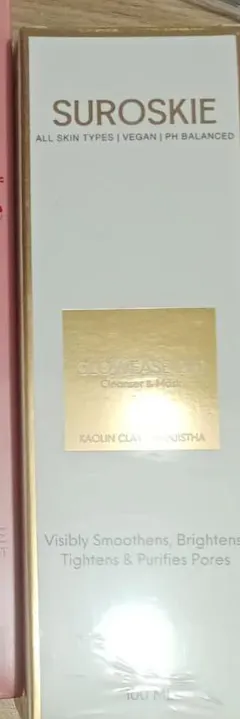 SUROSKIE
ALL SKIN TYPES | VEGAN | PH BALANCED
Cleanser & Mask
KAOLIN CLAY
Visibly Smoothens, Brightens
Tightens & Purifies Pores
100 ML